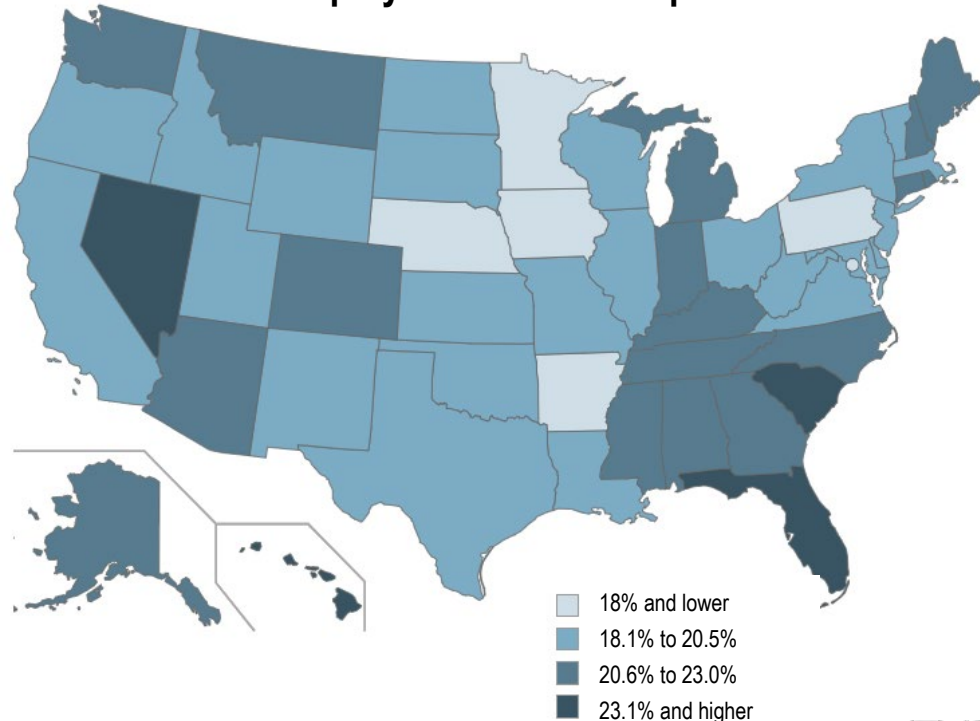 18% and lower
18.1% to 20.5%
20.6% to 23.0%
23.1% and higher